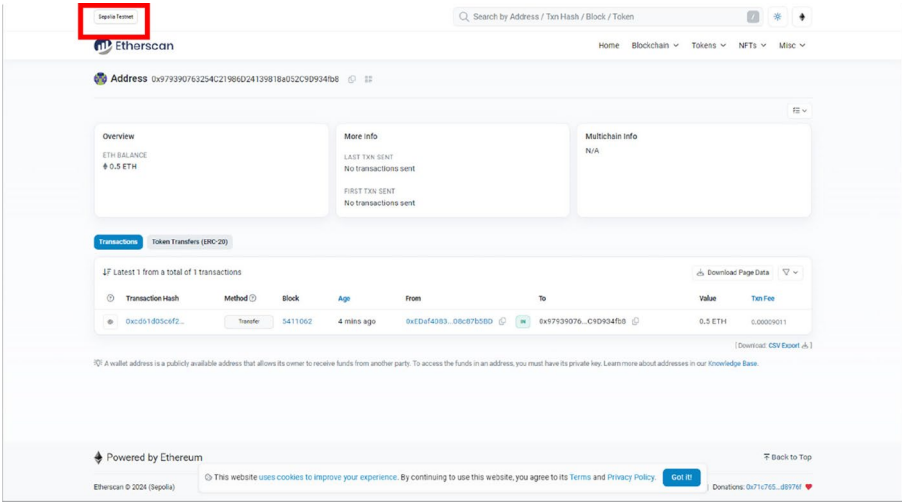 Sepolia Testnet
Search by Address / Txn Hash / Block / Token
/
Etherscan
Home Blockchain Tokens NFTs Misc
Address 0x979390763254C21986D24139818a052C9D934fb8
Overview
ETH BALANCE
0.5 ETH
More Info
LAST TXN SENT
No transactions sent
FIRST TXN SENT
No transactions sent
Multichain Info
N/A
Transactions Token Transfers (ERC-20)
Latest 1 from a total of 1 transactions
Download Page Data
Transaction Hash Method Block Age From To Value Txn Fee
0xcd61d05c6f2... Transfer 5411062 4 mins ago 0xEDaf4083...08c87b5BD IN 0x97939076...C9D934fb8 0.5 ETH 0.00029011
[ Download: CSV Export ]
A wallet address is a publicly available address that allows its owner to receive funds from another party. To access the funds in an address, you must have its private key. Learn more about addresses in our Knowledge Base.
Powered by Ethereum
Back to Top
This website uses cookies to improve your experience. By continuing to use this website, you agree to its Terms and Privacy Policy. Got it!
Etherscan © 2024 (Sepolia)
Donations: 0x71c765...d8976f